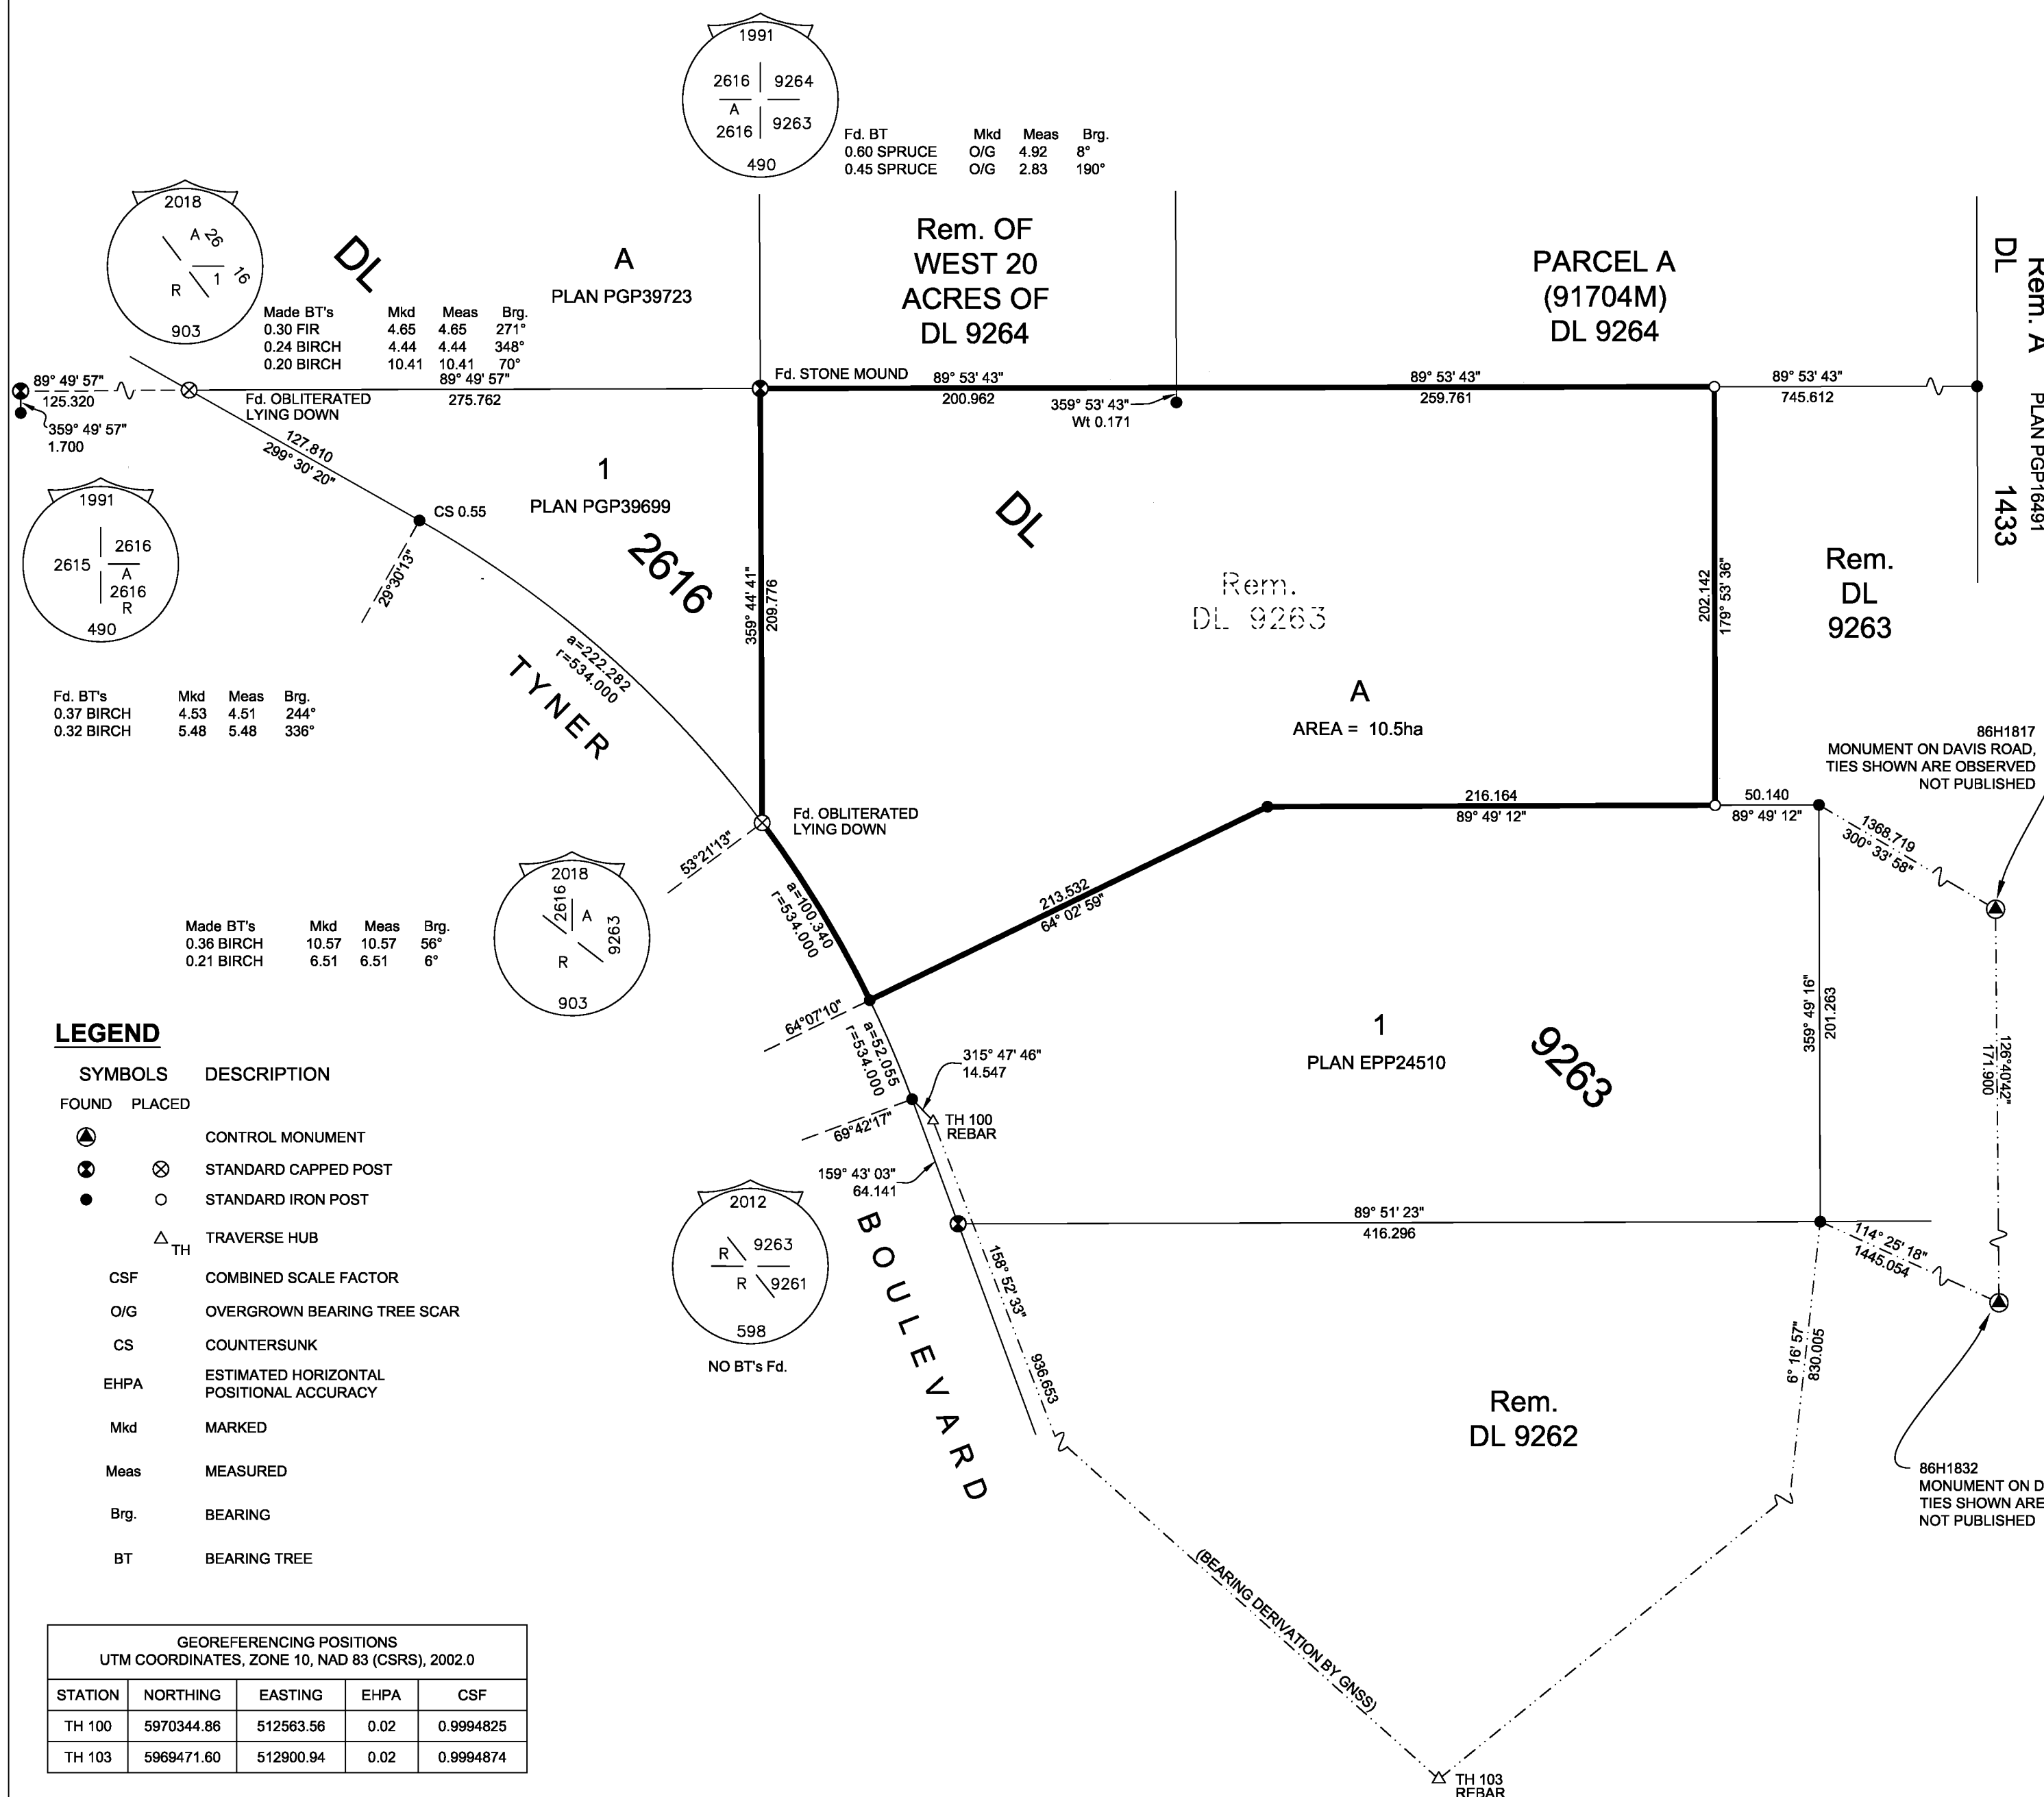 1991
2616 9264
A
2616 9263
490
Fd. BT Mkd Meas Brg.
0.60 SPRUCE O/G 4.92 8°
0.45 SPRUCE O/G 2.83 190°
2018
A 26
R 1 16
903
DL
A
PLAN PGP39723
Rem. OF
WEST 20
ACRES OF
DL 9264
PARCEL A
(91704M)
DL 9264
DL 1433
Rem. A PLAN PGP16491
Made BT's Mkd Meas Brg.
0.30 FIR 4.65 4.65 271°
0.24 BIRCH 4.44 4.44 348°
0.20 BIRCH 10.41 10.41 70°
89° 49' 57"
125.320
359° 49' 57"
1.700
89° 49' 57"
275.762
Fd. OBLITERATED
LYING DOWN
Fd. STONE MOUND
89° 53' 43"
200.962
359° 53' 43"
Wt 0.171
89° 53' 43"
259.761
89° 53' 43"
745.612
127.810
299° 30' 20"
CS 0.55
29°30'13"
1
PLAN PGP39699
2616
1991
2615 2616
A
2616
R
490
DL
Rem.
DL 9263
359° 44' 41"
209.776
202.142
179° 53' 36"
Rem.
DL
9263
a=222.282
r=534.000
TYNER
Fd. BT's Mkd Meas Brg.
0.37 BIRCH 4.53 4.51 244°
0.32 BIRCH 5.48 5.48 336°
A
AREA = 10.5ha
86H1817
MONUMENT ON DAVIS ROAD,
TIES SHOWN ARE OBSERVED
NOT PUBLISHED
216.164
89° 49' 12"
50.140
89° 49' 12"
1368.719
300° 33' 58"
Fd. OBLITERATED
LYING DOWN
53°21'13"
a=100.340
r=534.000
213.532
64° 02' 59"
2018
2616 A
R 9263
903
Made BT's Mkd Meas Brg.
0.36 BIRCH 10.57 10.57 56°
0.21 BIRCH 6.51 6.51 6°
64°07'10"
a=52.055
r=534.000
315° 47' 46"
14.547
TH 100
REBAR
69°42'17"
159° 43' 03"
64.141
1
PLAN EPP24510
9263
359° 49' 16"
201.263
126°40'42"
171.900
89° 51' 23"
416.296
114° 25' 18"
1445.054
2012
R 9263
R 9261
598
NO BT's Fd.
BOULEVARD
158° 52' 33"
936.653
6° 16' 57"
830.005
Rem.
DL 9262
86H1832
MONUMENT ON D
TIES SHOWN ARE
NOT PUBLISHED
(BEARING DERIVATION BY GNSS)
TH 103
REBAR
LEGEND
SYMBOLS DESCRIPTION
FOUND PLACED
CONTROL MONUMENT
STANDARD CAPPED POST
STANDARD IRON POST
TH TRAVERSE HUB
CSF COMBINED SCALE FACTOR
O/G OVERGROWN BEARING TREE SCAR
CS COUNTERSUNK
EHPA ESTIMATED HORIZONTAL
POSITIONAL ACCURACY
Mkd MARKED
Meas MEASURED
Brg. BEARING
BT BEARING TREE
GEOREFERENCING POSITIONS
UTM COORDINATES, ZONE 10, NAD 83 (CSRS), 2002.0
STATION NORTHING EASTING EHPA CSF
TH 100 5970344.86 512563.56 0.02 0.9994825
TH 103 5969471.60 512900.94 0.02 0.9994874